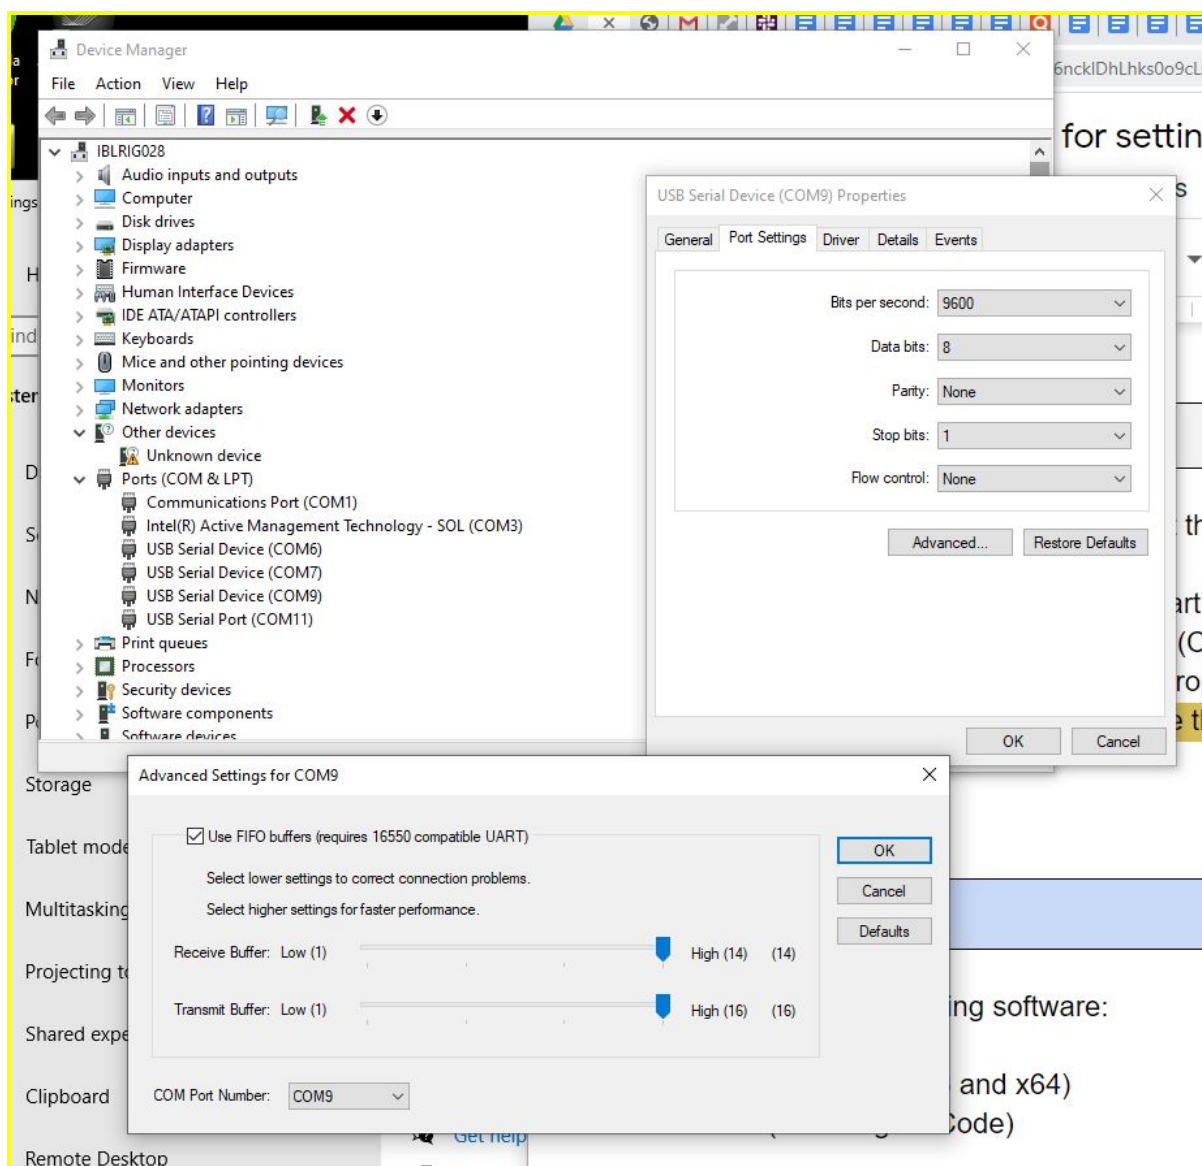 Device Manager
File Action View Help
IBLRIG028
Audio inputs and outputs
Computer
Disk drives
Display adapters
Firmware
Human Interface Devices
IDE ATA/ATAPI controllers
Keyboards
Mice and other pointing devices
Monitors
Network adapters
Other devices
Unknown device
Ports (COM & LPT)
Communications Port (COM1)
Intel(R) Active Management Technology - SOL (COM3)
USB Serial Device (COM6)
USB Serial Device (COM7)
USB Serial Device (COM9)
USB Serial Port (COM11)
Print queues
Processors
Security devices
Software components
Software devices
USB Serial Device (COM9) Properties
General Port Settings Driver Details Events
Bits per second: 9600
Data bits: 8
Parity: None
Stop bits: 1
Flow control: None
Advanced... Restore Defaults
OK Cancel
Advanced Settings for COM9
Use FIFO buffers (requires 16550 compatible UART)
Select lower settings to correct connection problems.
Select higher settings for faster performance.
Receive Buffer: Low (1) High (14) (14)
Transmit Buffer: Low (1) High (16) (16)
COM Port Number: COM9
OK
Cancel
Defaults
Storage
Tablet mode
Multitasking
Projecting to
Shared expe
Clipboard
Remote Desktop
Get help
6ncklDhLhks0o9cL
for settin
ing software:
and x64)
Code)